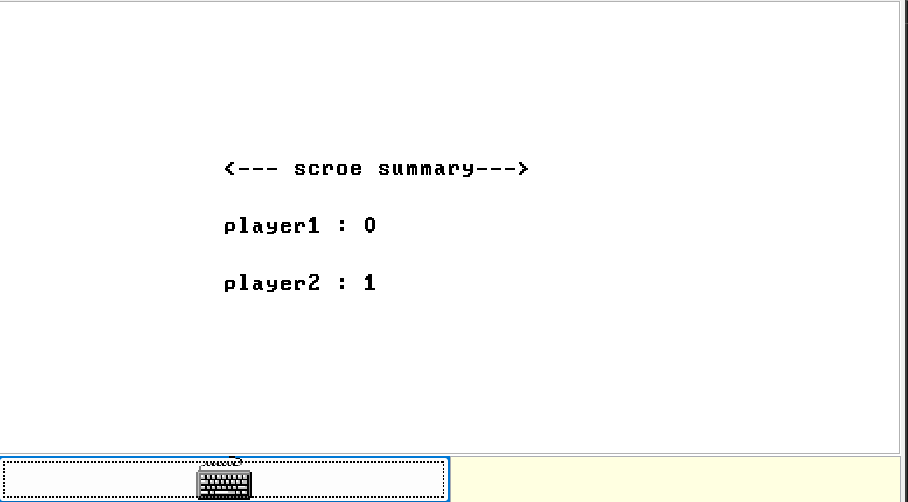 <--- scroe summary--->
player1 : 0
player2 : 1